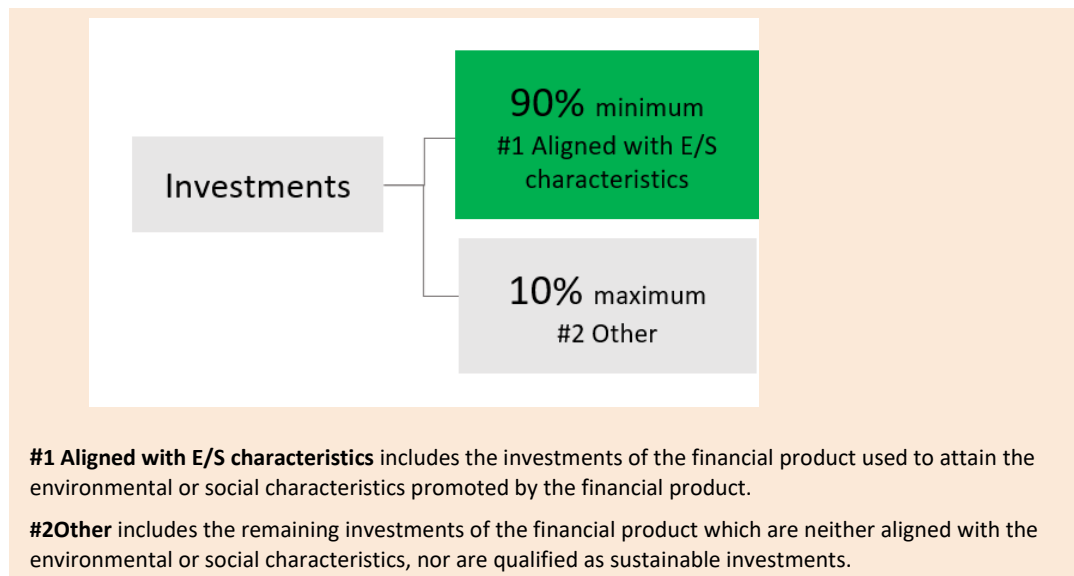 90% minimum
#1 Aligned with E/S
characteristics
Investments
10% maximum
#2 Other
#1 Aligned with E/S characteristics includes the investments of the financial product used to attain the
environmental or social characteristics promoted by the financial product.
#2Other includes the remaining investments of the financial product which are neither aligned with the
environmental or social characteristics, nor are qualified as sustainable investments.